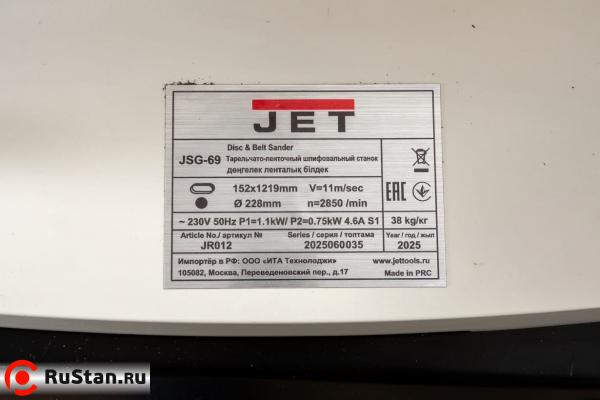 JET
Disc & Belt Sander
JSG-69 Тарельчато-ленточный шлифовальный станок
дөңгелек ленталық білдек
152x1219mm V=11m/sec
Ø 228mm n=2850 /min
EAC
~ 230V 50Hz P1=1.1kW/ P2=0.75kW 4.6A S1 38 kg/кг
Article No./ артикул № Series / серия / топтама Year / год / жыл
JR012 2025060035 2025
Импортёр в РФ: ООО «ИТА Технолоджи» www.jettools.ru
105082, Москва, Переведеновский пер., д.17 Made in PRC
RuStan.ru